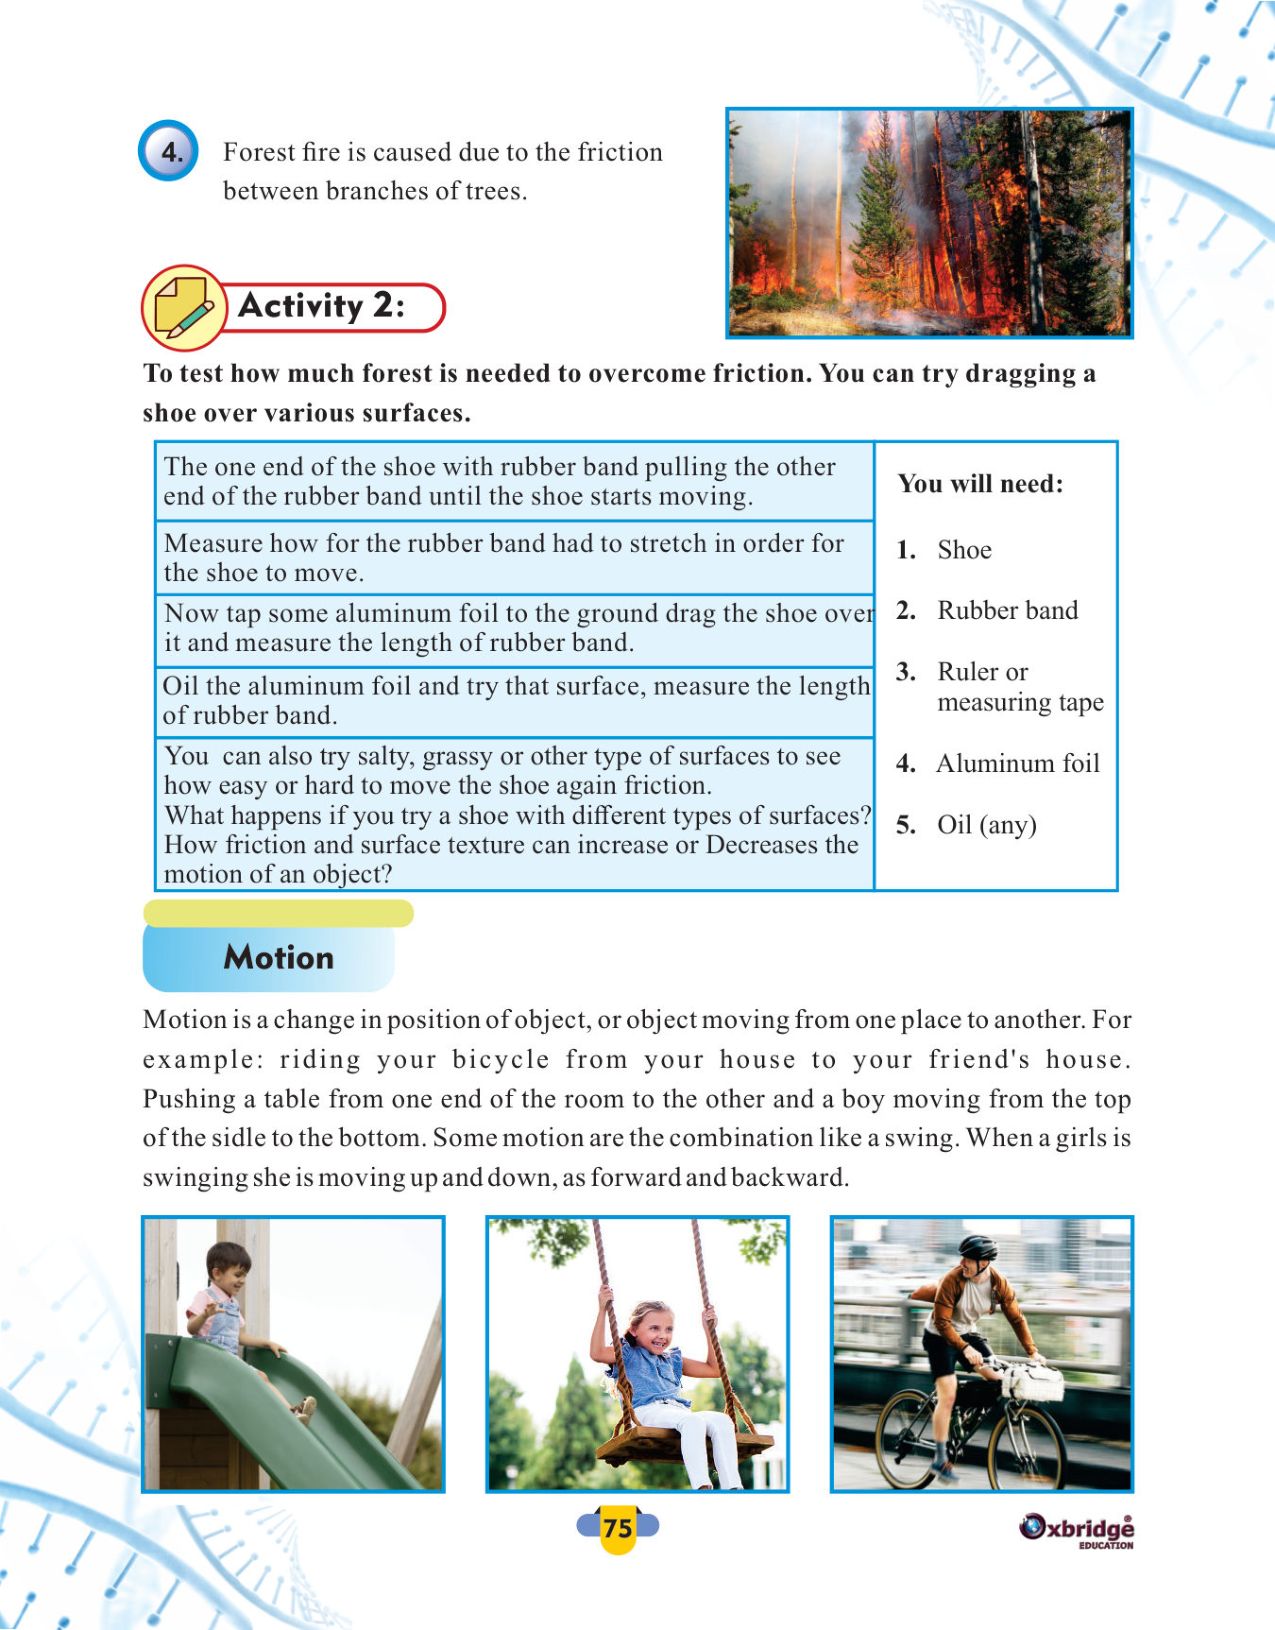 4.
Forest fire is caused due to the friction
between branches of trees.
Activity 2:
To test how much forest is needed to overcome friction. You can try dragging a
shoe over various surfaces.
The one end of the shoe with rubber band pulling the other
end of the rubber band until the shoe starts moving.
Measure how for the rubber band had to stretch in order for
the shoe to move.
Now tap some aluminum foil to the ground drag the shoe over
it and measure the length of rubber band.
Oil the aluminum foil and try that surface, measure the length
of rubber band.
You can also try salty, grassy or other type of surfaces to see
how easy or hard to move the shoe again friction.
What happens if you try a shoe with different types of surfaces?
How friction and surface texture can increase or Decreases the
motion of an object?
You will need:
1. Shoe
2. Rubber band
3. Ruler or
measuring tape
4. Aluminum foil
5. Oil (any)
Motion
Motion is a change in position of object, or object moving from one place to another. For
example: riding your bicycle from your house to your friend's house.
Pushing a table from one end of the room to the other and a boy moving from the top
of the sidle to the bottom. Some motion are the combination like a swing. When a girls is
swinging she is moving up and down, as forward and backward.
75
Oxbridge®
EDUCATION